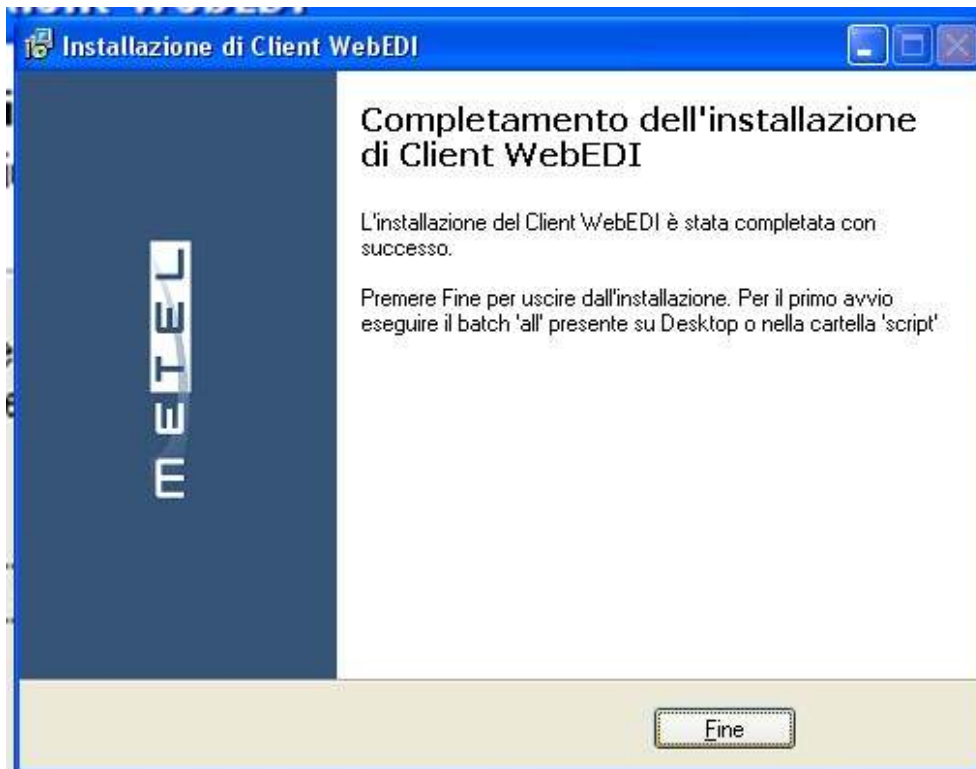 Installazione di Client WebEDI
Completamento dell'installazione
di Client WebEDI
L'installazione del Client WebEDI è stata completata con
successo.
Premere Fine per uscire dall'installazione. Per il primo avvio
eseguire il batch 'all' presente su Desktop o nella cartella 'script'
METEL
Fine